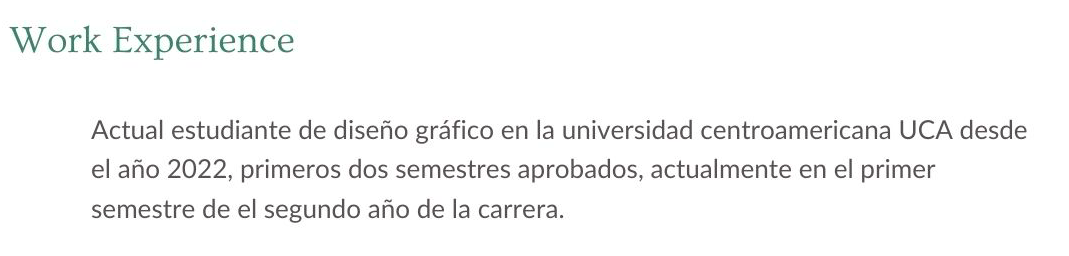 Work Experience
Actual estudiante de diseño gráfico en la universidad centroamericana UCA desde
el año 2022, primeros dos semestres aprobados, actualmente en el primer
semestre de el segundo año de la carrera.